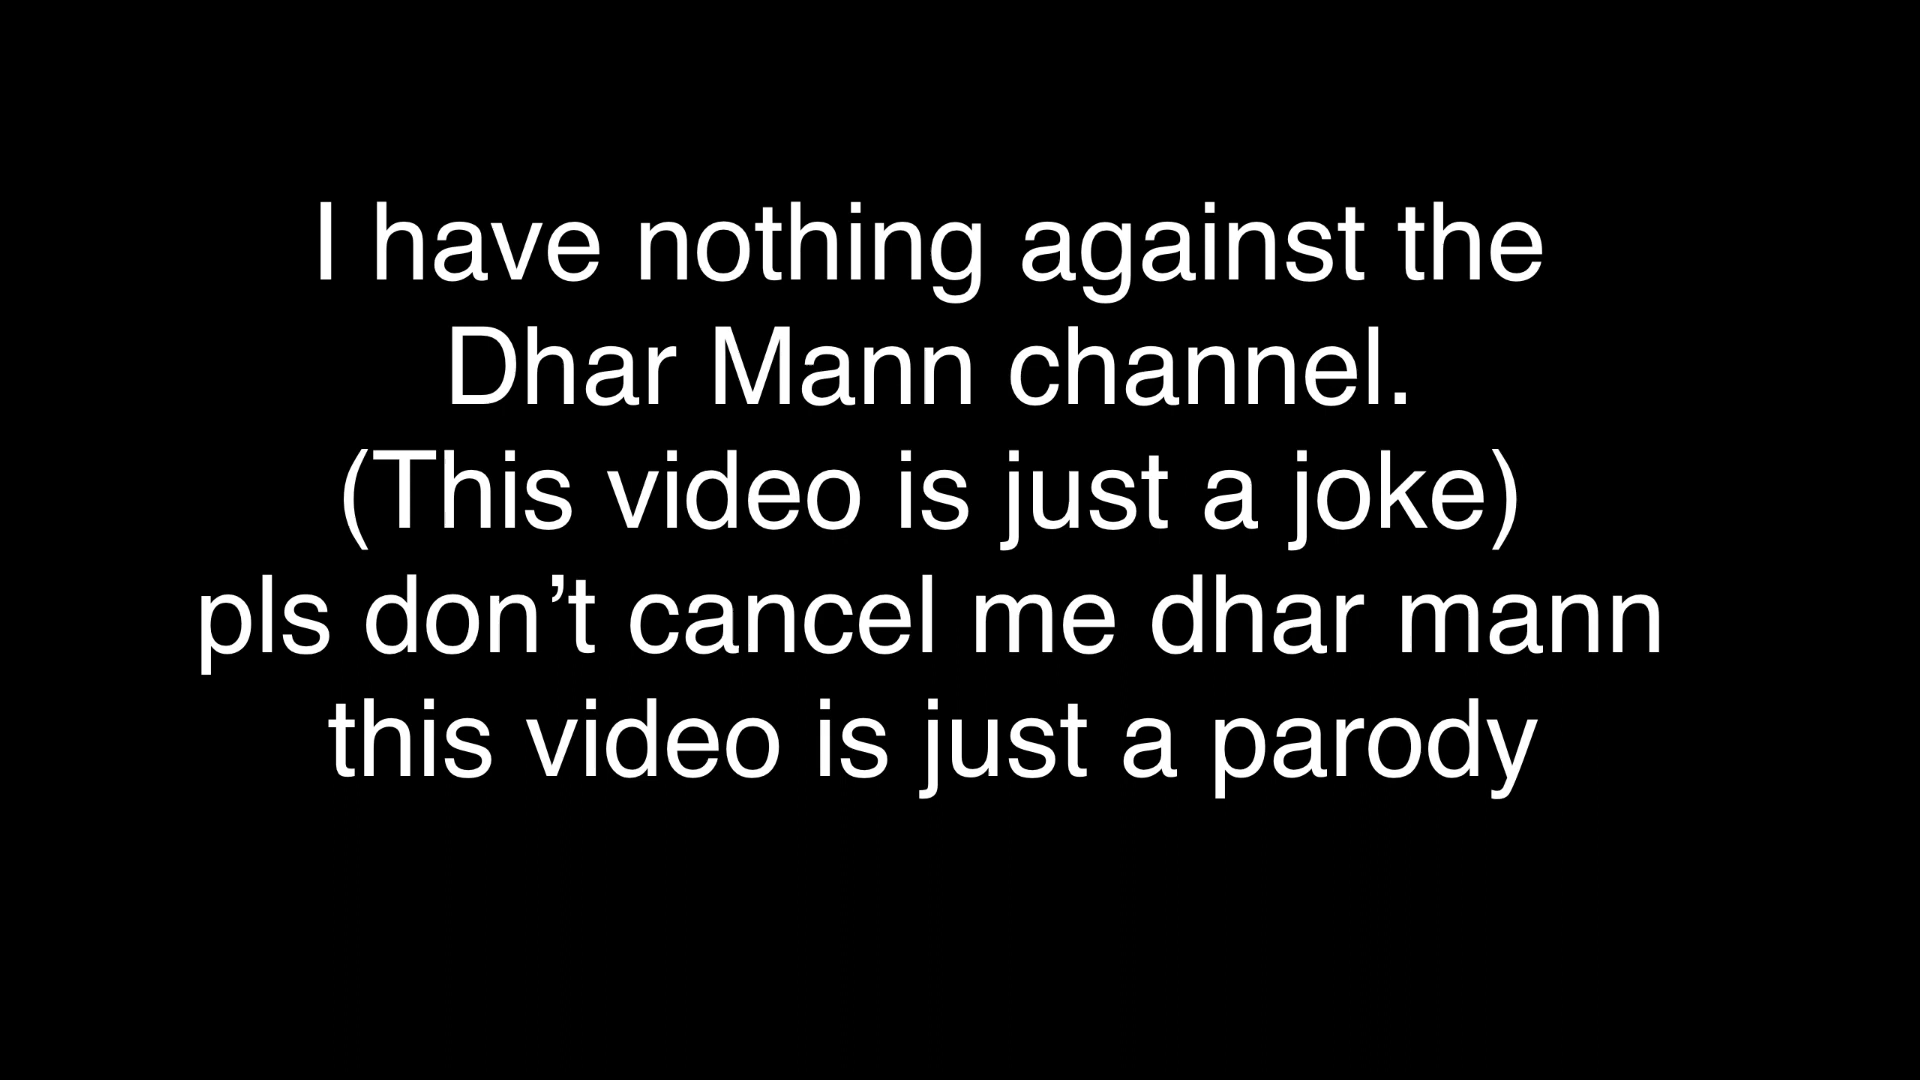 I have nothing against the
Dhar Mann channel.
(This video is just a joke)
pls don’t cancel me dhar mann
this video is just a parody